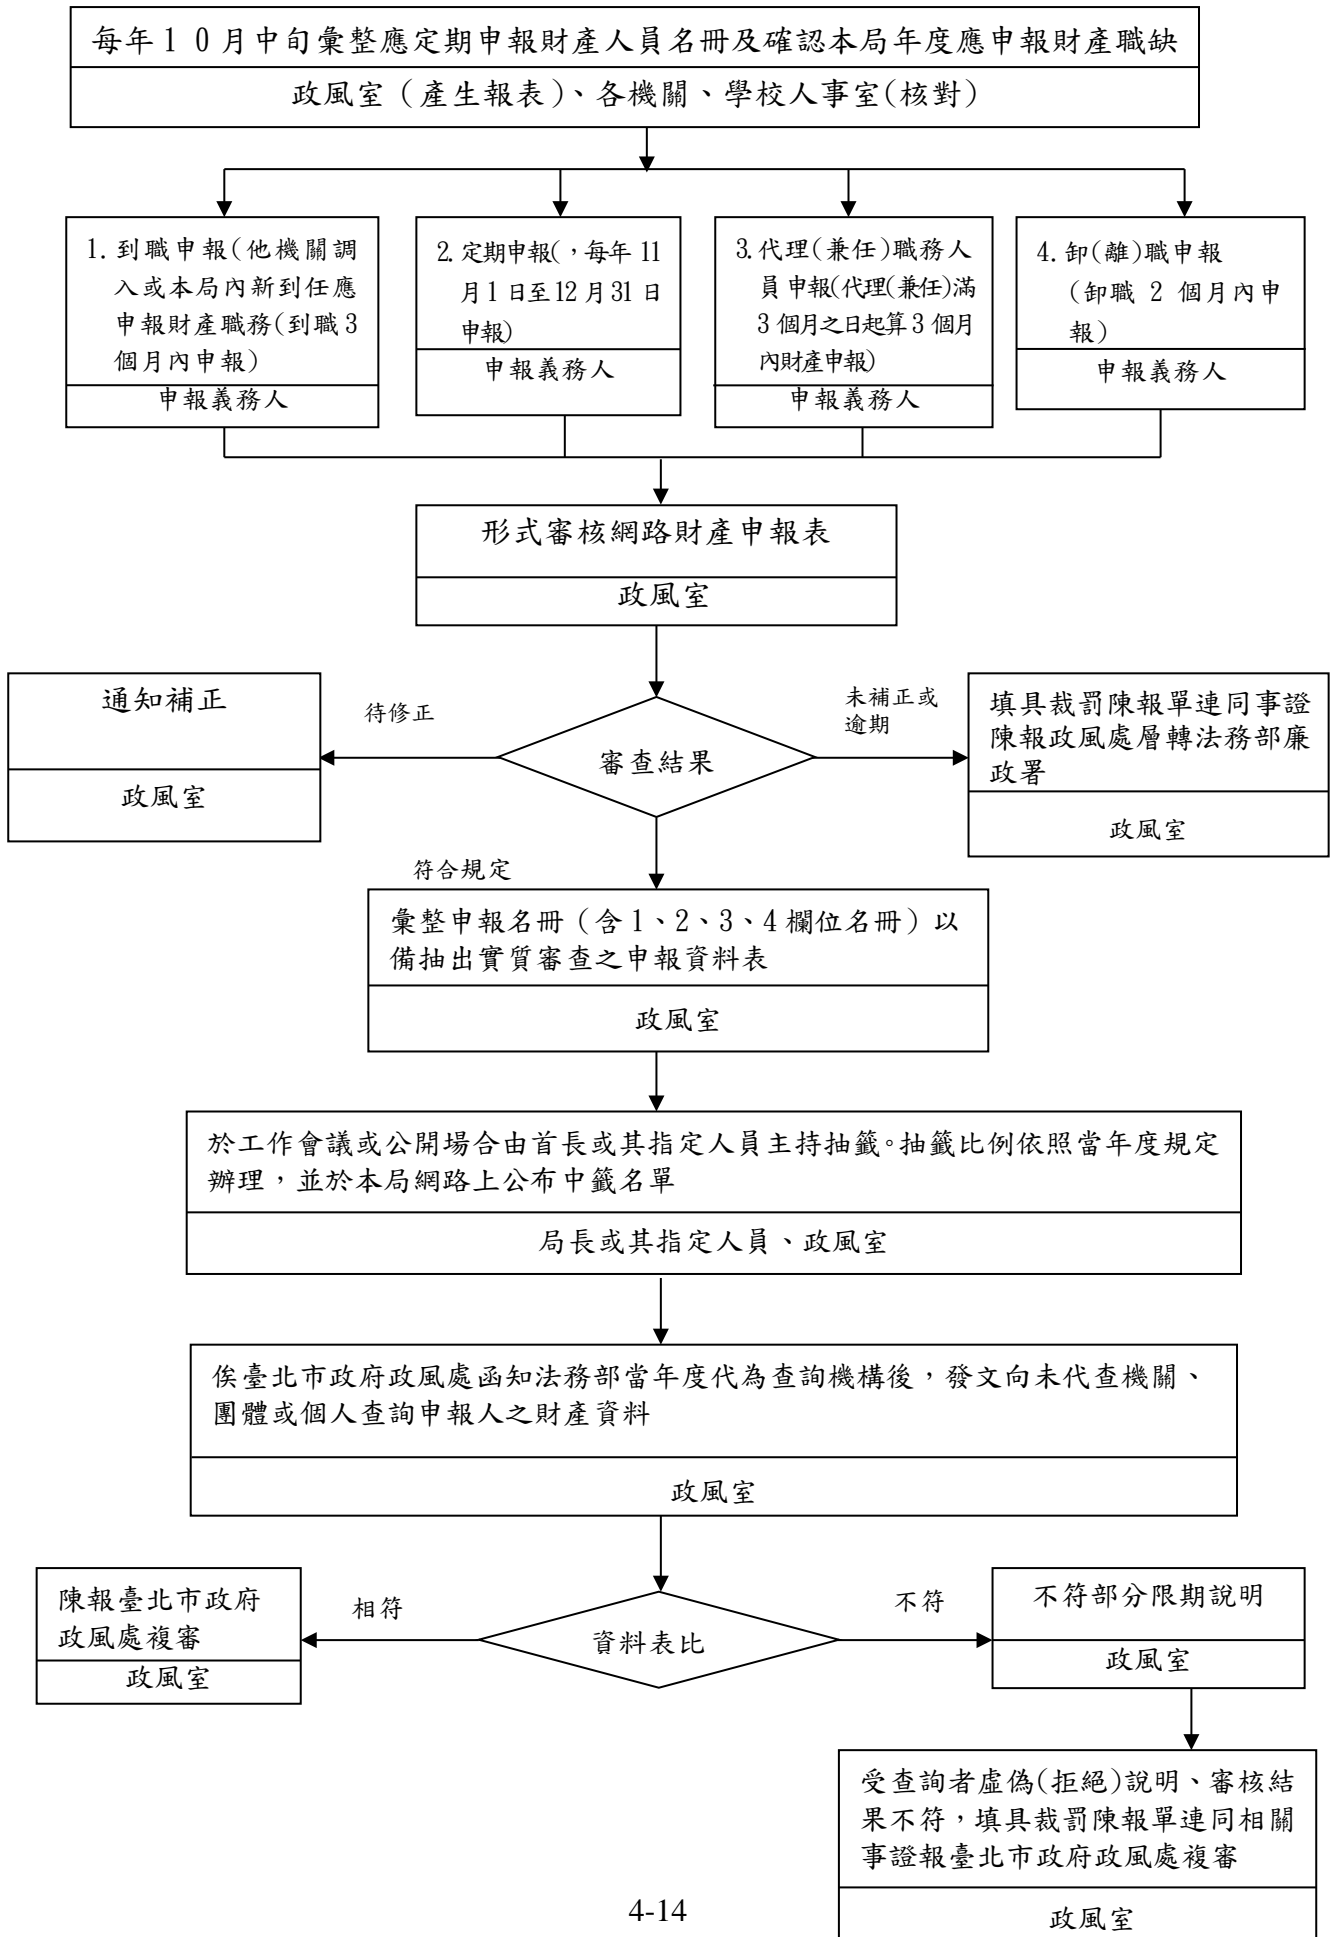 每年10月中旬彙整應定期申報財產人員名冊及確認本局年度應申報財產職缺
政風室（產生報表）、各機關、學校人事室(核對)
1. 到職申報(他機關調
入或本局內新到任應
申報財產職務(到職3
個月內申報)
申報義務人
2. 定期申報(，每年11
月1日至12月31日
申報)
申報義務人
3. 代理(兼任)職務人
員申報(代理(兼任)滿
3個月之日起算3個月
內財產申報)
申報義務人
4. 卸(離)職申報
(卸職 2 個月內申
報)
申報義務人
形式審核網路財產申報表
政風室
通知補正
政風室
待修正
審查結果
未補正或
逾期
填具裁罰陳報單連同事證
陳報政風處層轉法務部廉
政署
政風室
符合規定
彙整申報名冊（含1、2、3、4欄位名冊）以
備抽出實質審查之申報資料表
政風室
於工作會議或公開場合由首長或其指定人員主持抽籤。抽籤比例依照當年度規定
辦理，並於本局網路上公布中籤名單
局長或其指定人員、政風室
俟臺北市政府政風處函知法務部當年度代為查詢機構後，發文向未代查機關、
團體或個人查詢申報人之財產資料
政風室
陳報臺北市政府
政風處複審
政風室
相符
資料表比
不符
不符部分限期說明
政風室
受查詢者虛偽(拒絕)說明、審核結
果不符，填具裁罰陳報單連同相關
事證報臺北市政府政風處複審
政風室
4-14